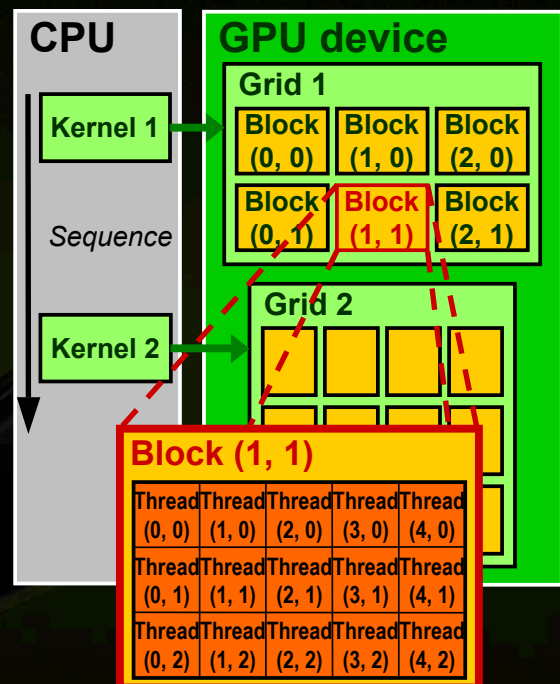 CPU
GPU device
Grid 1
Kernel 1
Block
(0, 0)
Block
(1, 0)
Block
(2, 0)
Block
(0, 1)
Block
(1, 1)
Block
(2, 1)
Sequence
Grid 2
Kernel 2
Block (1, 1)
Thread
(0, 0)
Thread
(1, 0)
Thread
(2, 0)
Thread
(3, 0)
Thread
(4, 0)
Thread
(0, 1)
Thread
(1, 1)
Thread
(2, 1)
Thread
(3, 1)
Thread
(4, 1)
Thread
(0, 2)
Thread
(1, 2)
Thread
(2, 2)
Thread
(3, 2)
Thread
(4, 2)